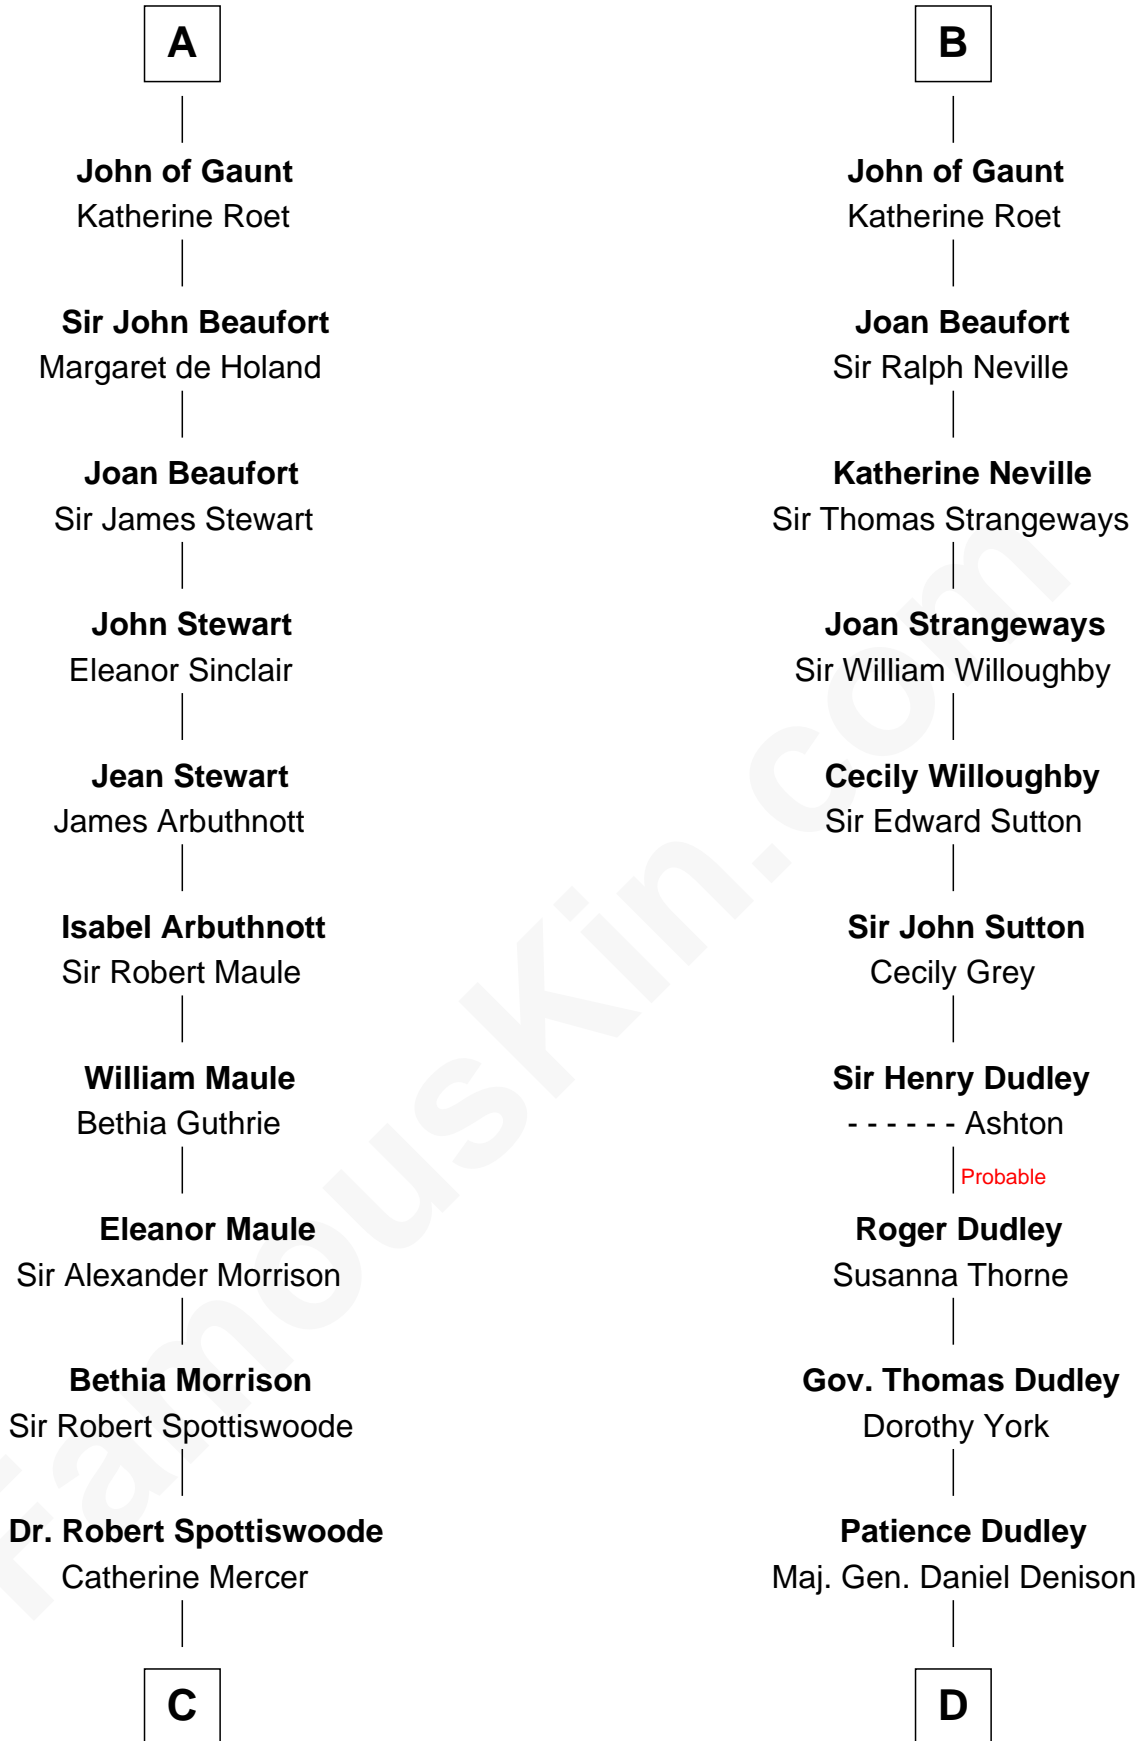 A
John of Gaunt
Katherine Roet
Sir John Beaufort
Margaret de Holand
Joan Beaufort
Sir James Stewart
John Stewart
Eleanor Sinclair
Jean Stewart
James Arbuthnott
Isabel Arbuthnott
Sir Robert Maule
William Maule
Bethia Guthrie
Eleanor Maule
Sir Alexander Morrison
Bethia Morrison
Sir Robert Spottiswoode
Dr. Robert Spottiswoode
Catherine Mercer
C
B
John of Gaunt
Katherine Roet
Joan Beaufort
Sir Ralph Neville
Katherine Neville
Sir Thomas Strangeways
Joan Strangeways
Sir William Willoughby
Cecily Willoughby
Sir Edward Sutton
Sir John Sutton
Cecily Grey
Sir Henry Dudley
- - - - - - Ashton
Probable
Roger Dudley
Susanna Thorne
Gov. Thomas Dudley
Dorothy York
Patience Dudley
Maj. Gen. Daniel Denison
D
FamousKin.com